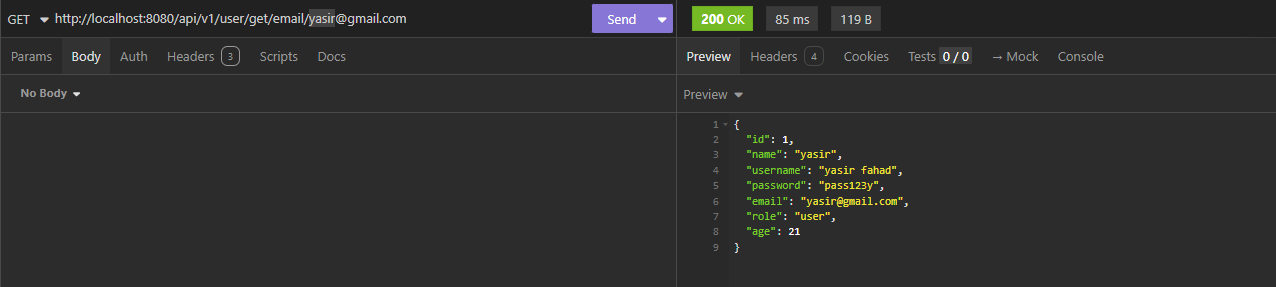 GET http://localhost:8080/api/v1/user/get/email/yasir@gmail.com Send 200 OK 85 ms 119 B
Params Body Auth Headers 3 Scripts Docs Preview Headers 4 Cookies Tests 0 / 0 → Mock Console
No Body Preview
1 {
2 "id": 1,
3 "name": "yasir",
4 "username": "yasir fahad",
5 "password": "pass123y",
6 "email": "yasir@gmail.com",
7 "role": "user",
8 "age": 21
9 }